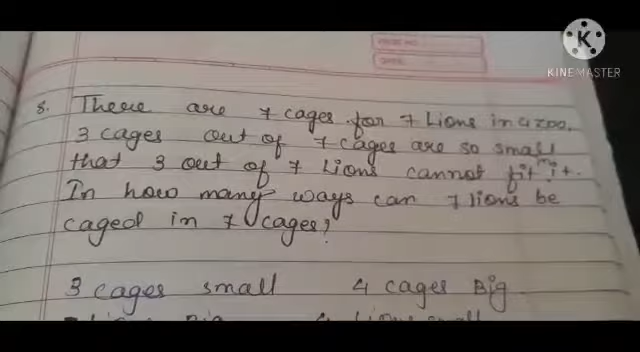 KINEMASTER
8. There are 7 cages for 7 Lions in a zoo.
3 cages out of 7 cages are so small
that 3 out of 7 Lions cannot fit in it.
In how many ways can 7 lions be
caged in 7 cages?
3 cages small 4 cages Big